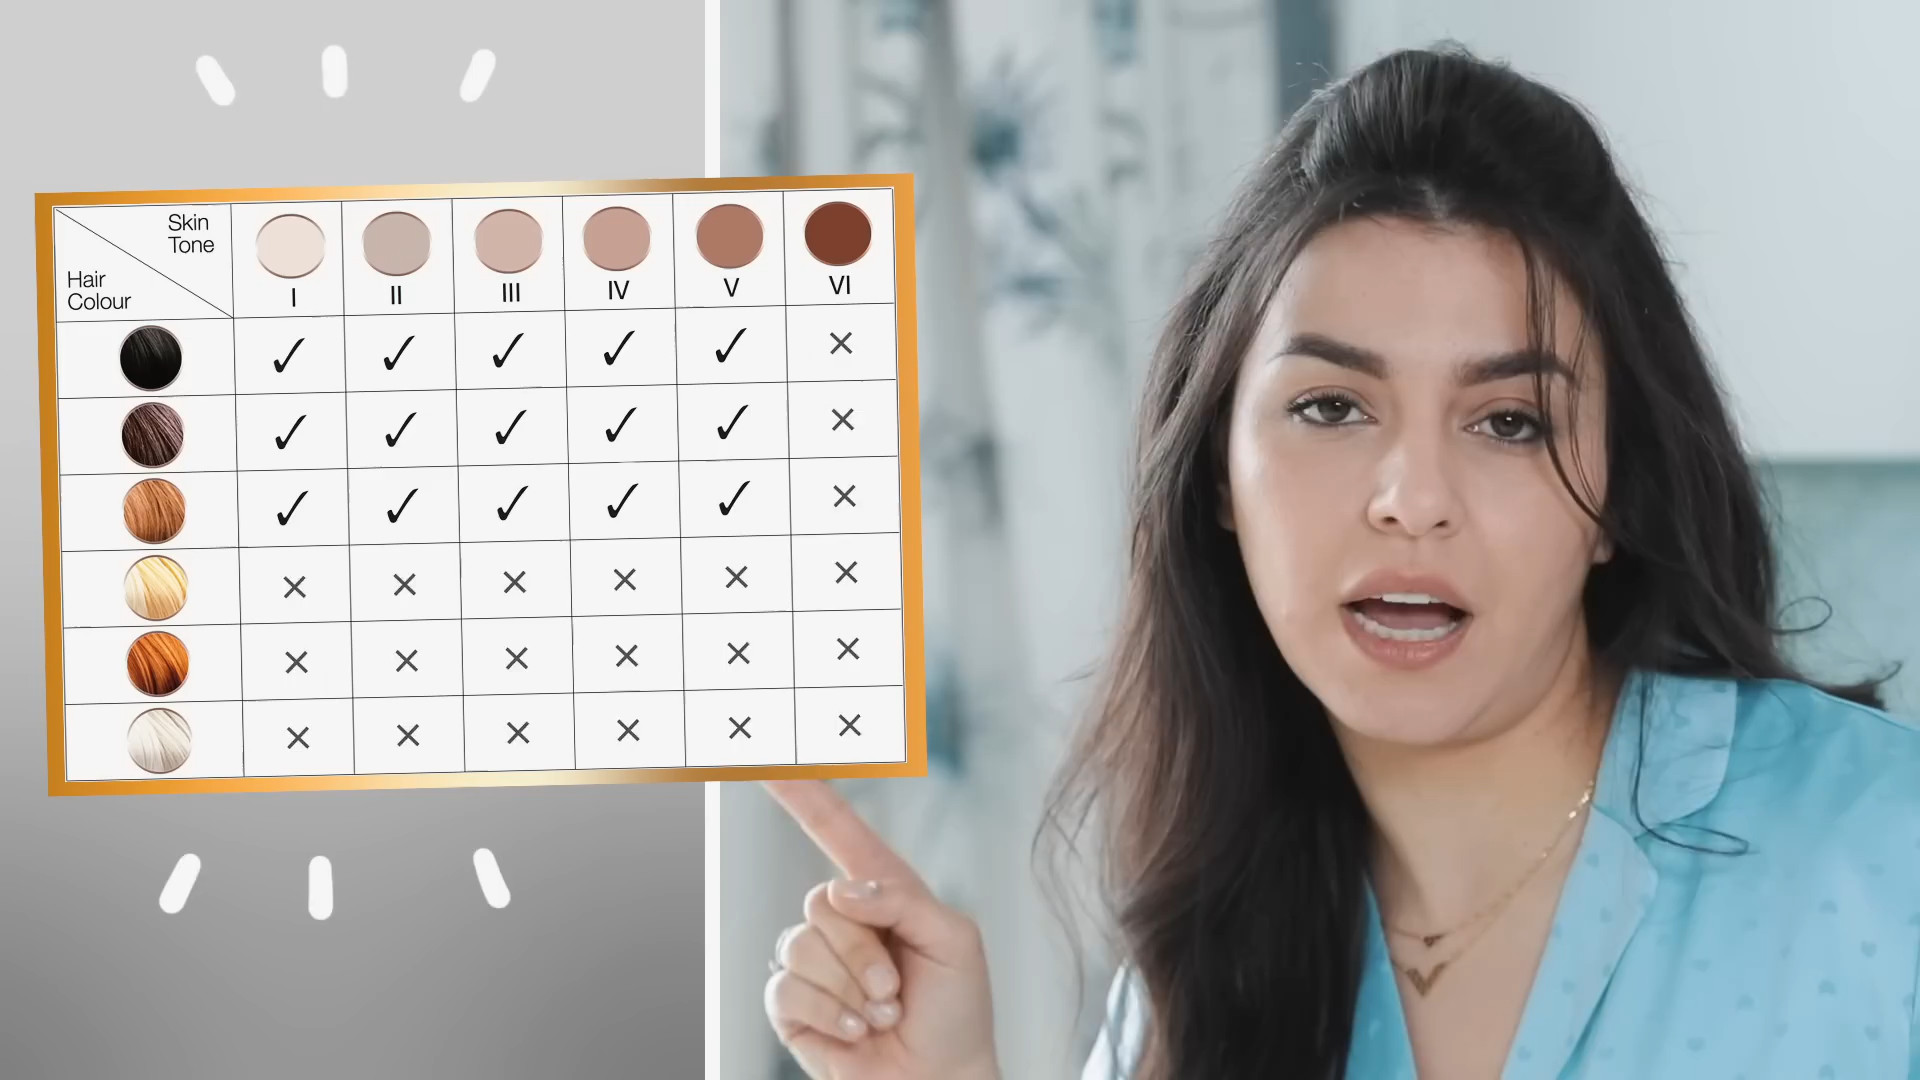 Skin
Tone
Hair
Colour
I II III IV V VI
✓ ✓ ✓ ✓ ✓ ×
✓ ✓ ✓ ✓ ✓ ×
✓ ✓ ✓ ✓ ✓ ×
× × × × × ×
× × × × × ×
× × × × × ×